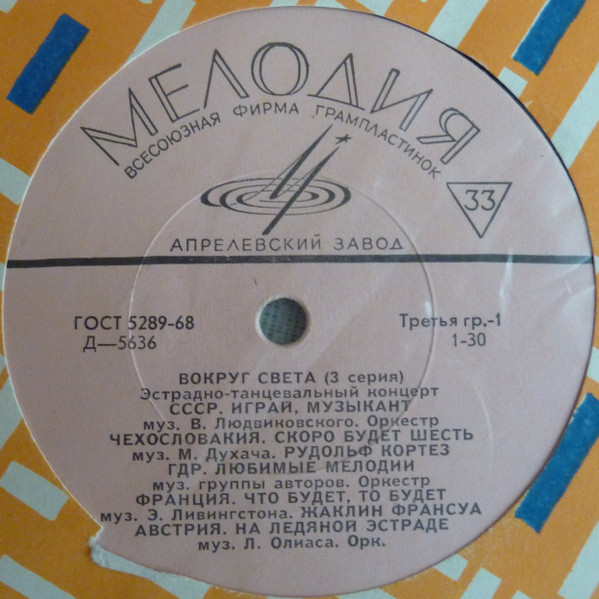 МЕЛОДИЯ
ВСЕСОЮЗНАЯ ФИРМА ГРАМПЛАСТИНОК
33
АПРЕЛЕВСКИЙ ЗАВОД
ГОСТ 5289-68 Третья гр.-1
Д—5636 1-30
ВОКРУГ СВЕТА (3 серия)
Эстрадно-танцевальный концерт
СССР. ИГРАЙ, МУЗЫКАНТ
муз. В. Людвиковского. Оркестр
ЧЕХОСЛОВАКИЯ. СКОРО БУДЕТ ШЕСТЬ
муз. М. Духача. РУДОЛЬФ КОРТЕЗ
ГДР. ЛЮБИМЫЕ МЕЛОДИИ
муз. группы авторов. Оркестр
ФРАНЦИЯ. ЧТО БУДЕТ, ТО БУДЕТ
муз. Э. Ливингстона. ЖАКЛИН ФРАНСУА
АВСТРИЯ. НА ЛЕДЯНОЙ ЭСТРАДЕ
муз. Л. Олиаса. Орк.